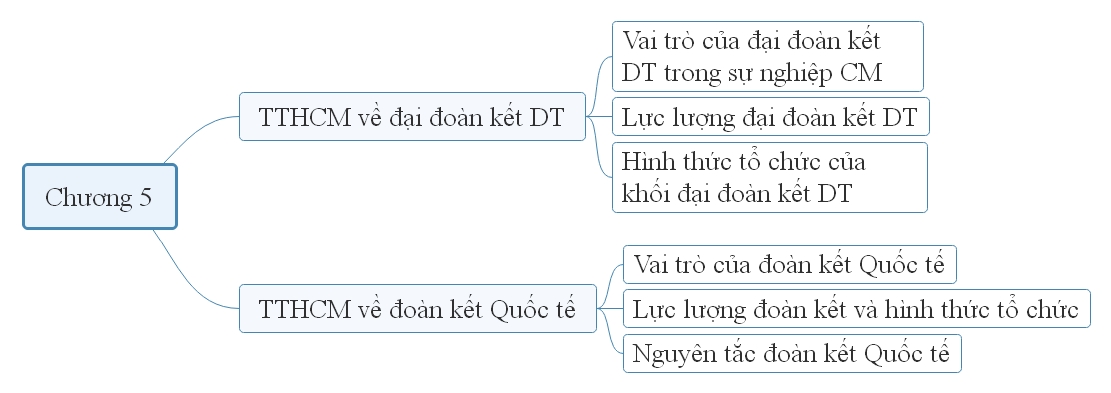 Chương 5
TTHCM về đại đoàn kết DT
Vai trò của đại đoàn kết
DT trong sự nghiệp CM
Lực lượng đại đoàn kết DT
Hình thức tổ chức của
khối đại đoàn kết DT
TTHCM về đoàn kết Quốc tế
Vai trò của đoàn kết Quốc tế
Lực lượng đoàn kết và hình thức tổ chức
Nguyên tắc đoàn kết Quốc tế